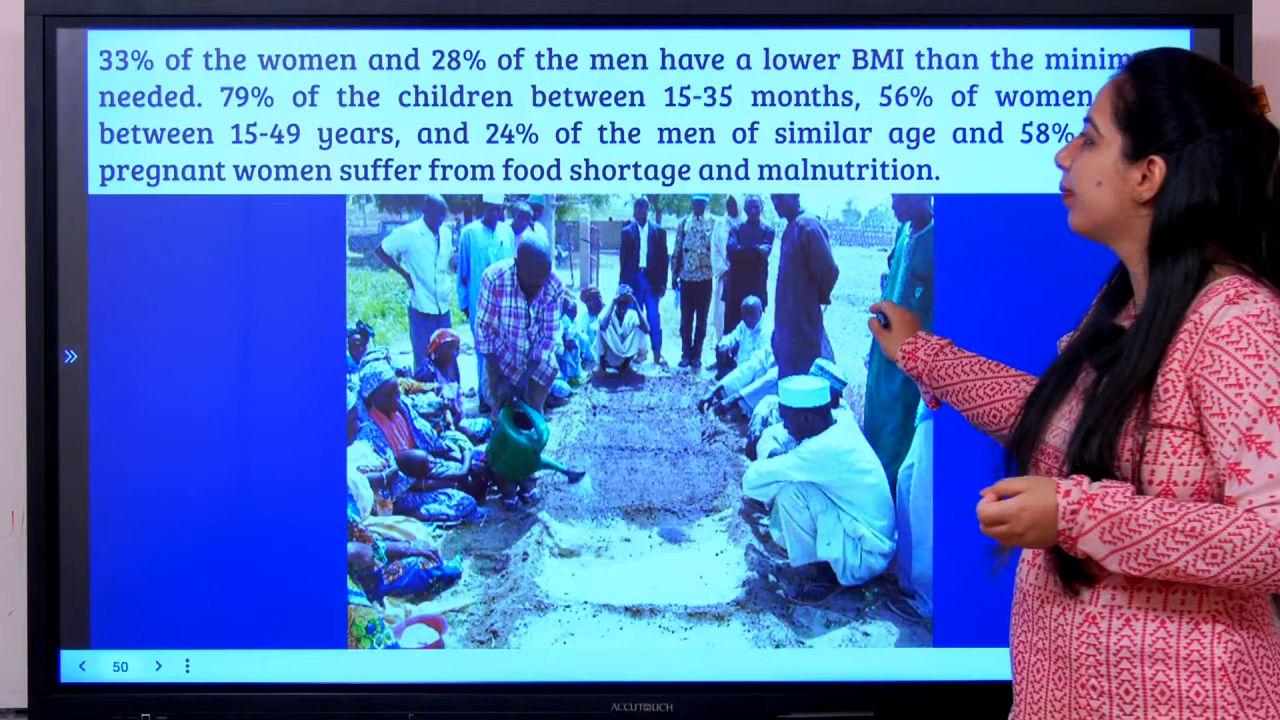 33% of the women and 28% of the men have a lower BMI than the
needed. 79% of the children between 15-35 months, 56% of women
between 15-49 years, and 24% of the men of similar age and 58%
pregnant women suffer from food shortage and malnutrition.
50
ACCUTOUCH